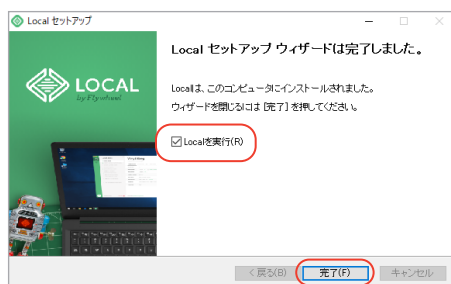 Local セットアップ
LOCAL
by Flywheel
Local セットアップ ウィザードは完了しました。
Localは、このコンピュータにインストールされました。
ウィザードを閉じるには [完了] を押してください。
Localを実行(R)
< 戻る(B)
完了(F)
キャンセル